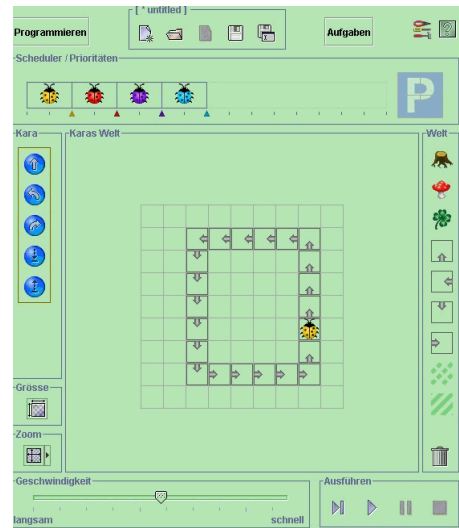 [ * untitled ]
Programmieren
Aufgaben
?
Scheduler / Prioritäten
P
Kara
Karas Welt
Welt
Grösse
Zoom
Geschwindigkeit
langsam
schnell
Ausführen